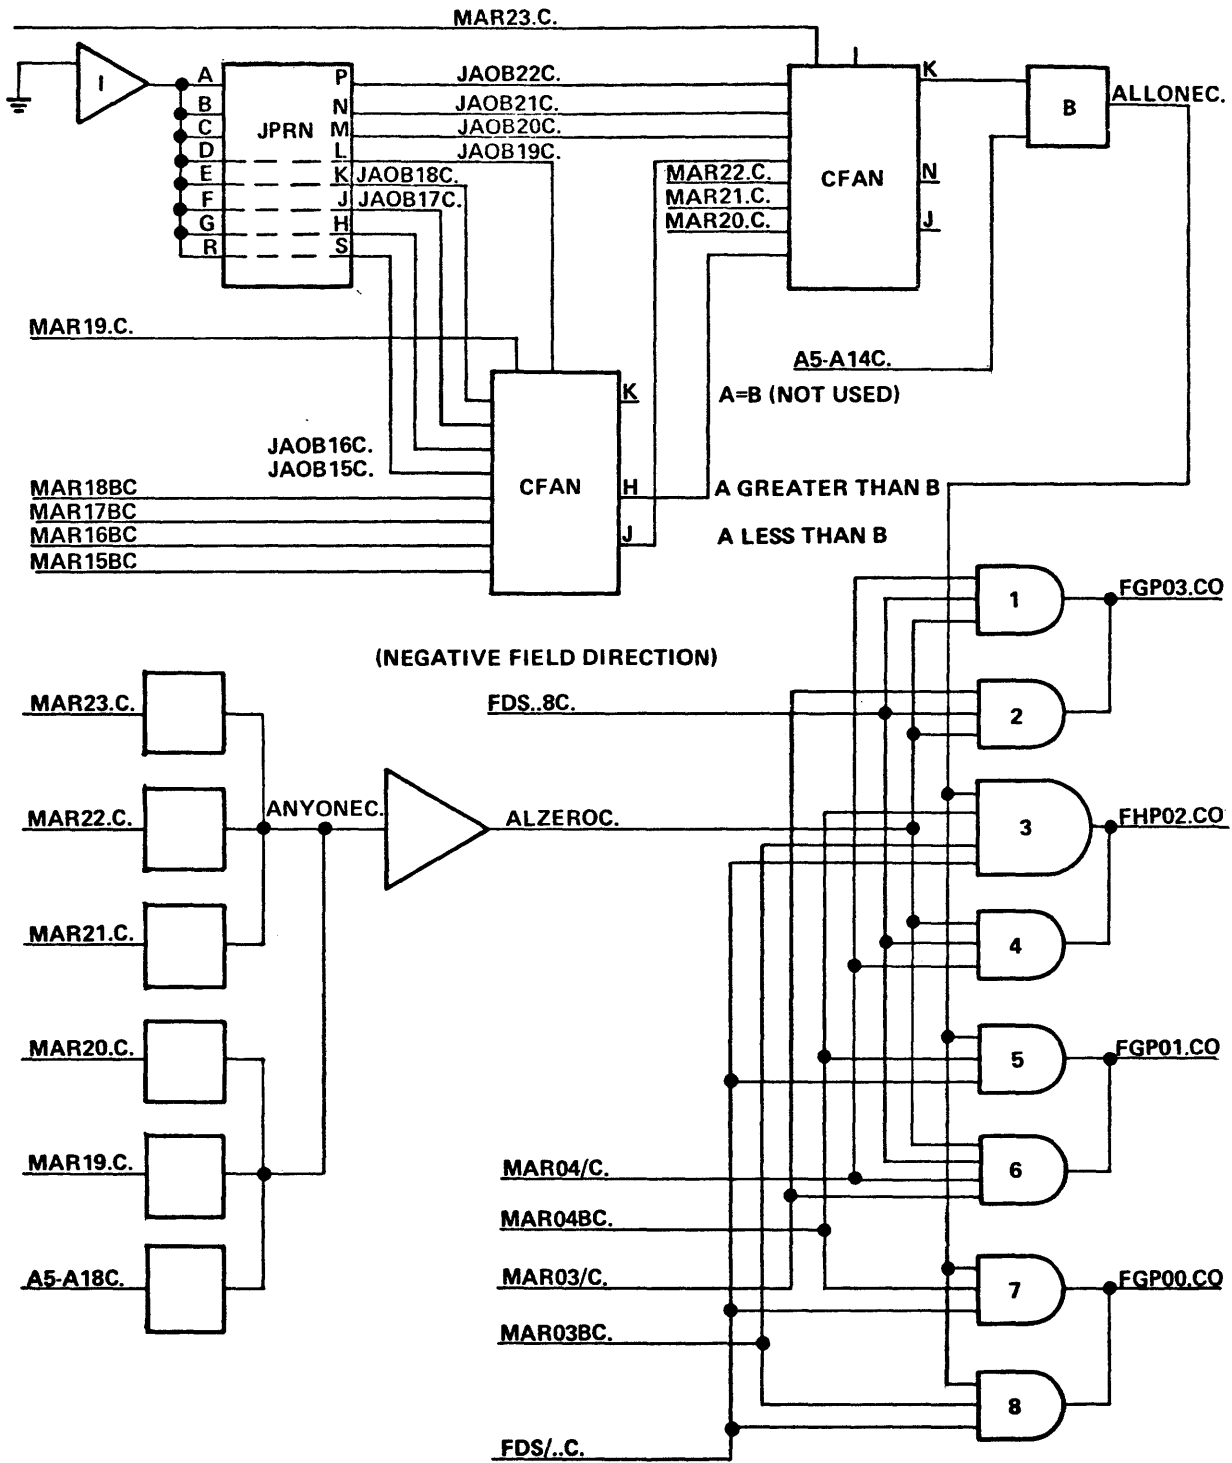 MAR23.C.
I
A
B
C
D
E
F
G
R
JPRN
P
N
M
L
K
J
H
S
JAOB22C.
JAOB21C.
JAOB20C.
JAOB19C.
JAOB18C.
JAOB17C.
MAR22.C.
MAR21.C.
MAR20.C.
CFAN
K
N
J
B
ALLONEC.
A5-A14C.
MAR19.C.
A=B (NOT USED)
JAOB16C.
JAOB15C.
MAR18BC
MAR17BC
MAR16BC
MAR15BC
CFAN
K
H
J
A GREATER THAN B
A LESS THAN B
(NEGATIVE FIELD DIRECTION)
1
FGP03.CO
MAR23.C.
FDS..8C.
2
MAR22.C.
ANYONEC.
ALZEROC.
3
FHP02.CO
MAR21.C.
4
MAR20.C.
5
FGP01.CO
MAR19.C.
MAR04/C.
6
MAR04BC.
A5-A18C.
MAR03/C.
7
FGP00.CO
MAR03BC.
8
FDS/..C.